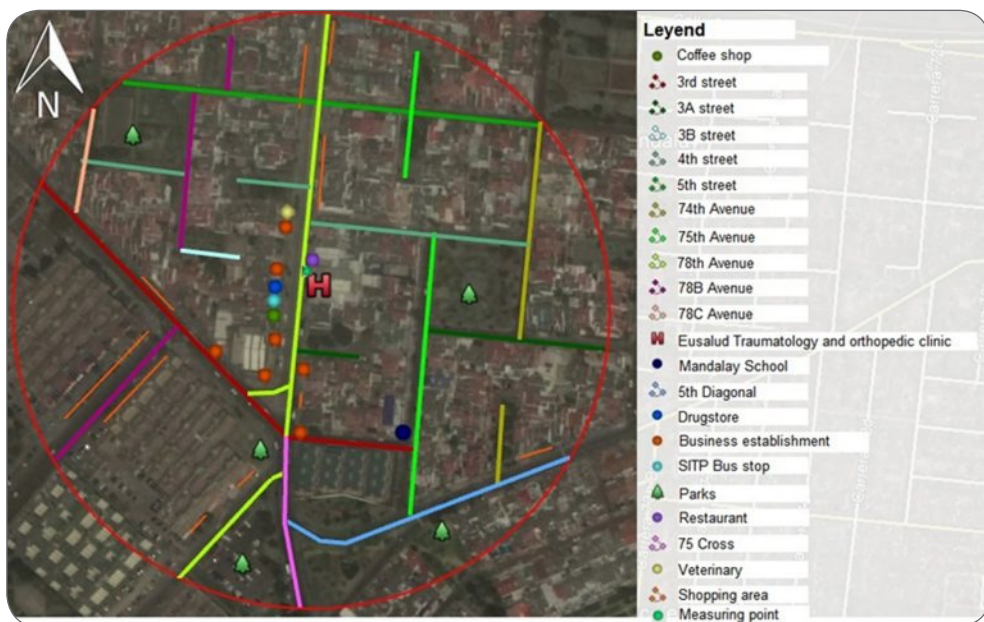 N
H
Leyend
Coffee shop
3rd street
3A street
3B street
4th street
5th street
74th Avenue
75th Avenue
78th Avenue
78B Avenue
78C Avenue
H Eusalud Traumatology and orthopedic clinic
Mandalay School
5th Diagonal
Drugstore
Business establishment
SITP Bus stop
Parks
Restaurant
75 Cross
Veterinary
Shopping area
Measuring point